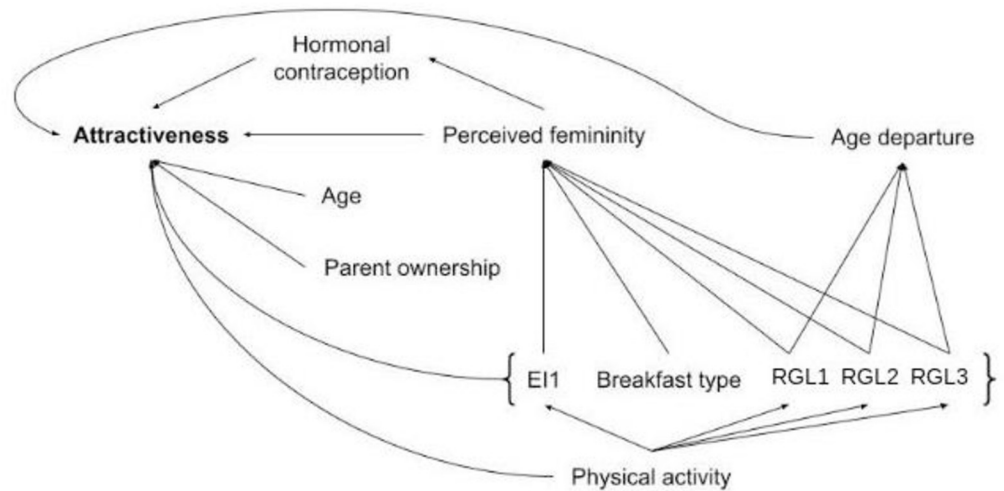 Hormonal
contraception
Attractiveness
Perceived femininity
Age departure
Age
Parent ownership
EI1
Breakfast type
RGL1
RGL2
RGL3
Physical activity